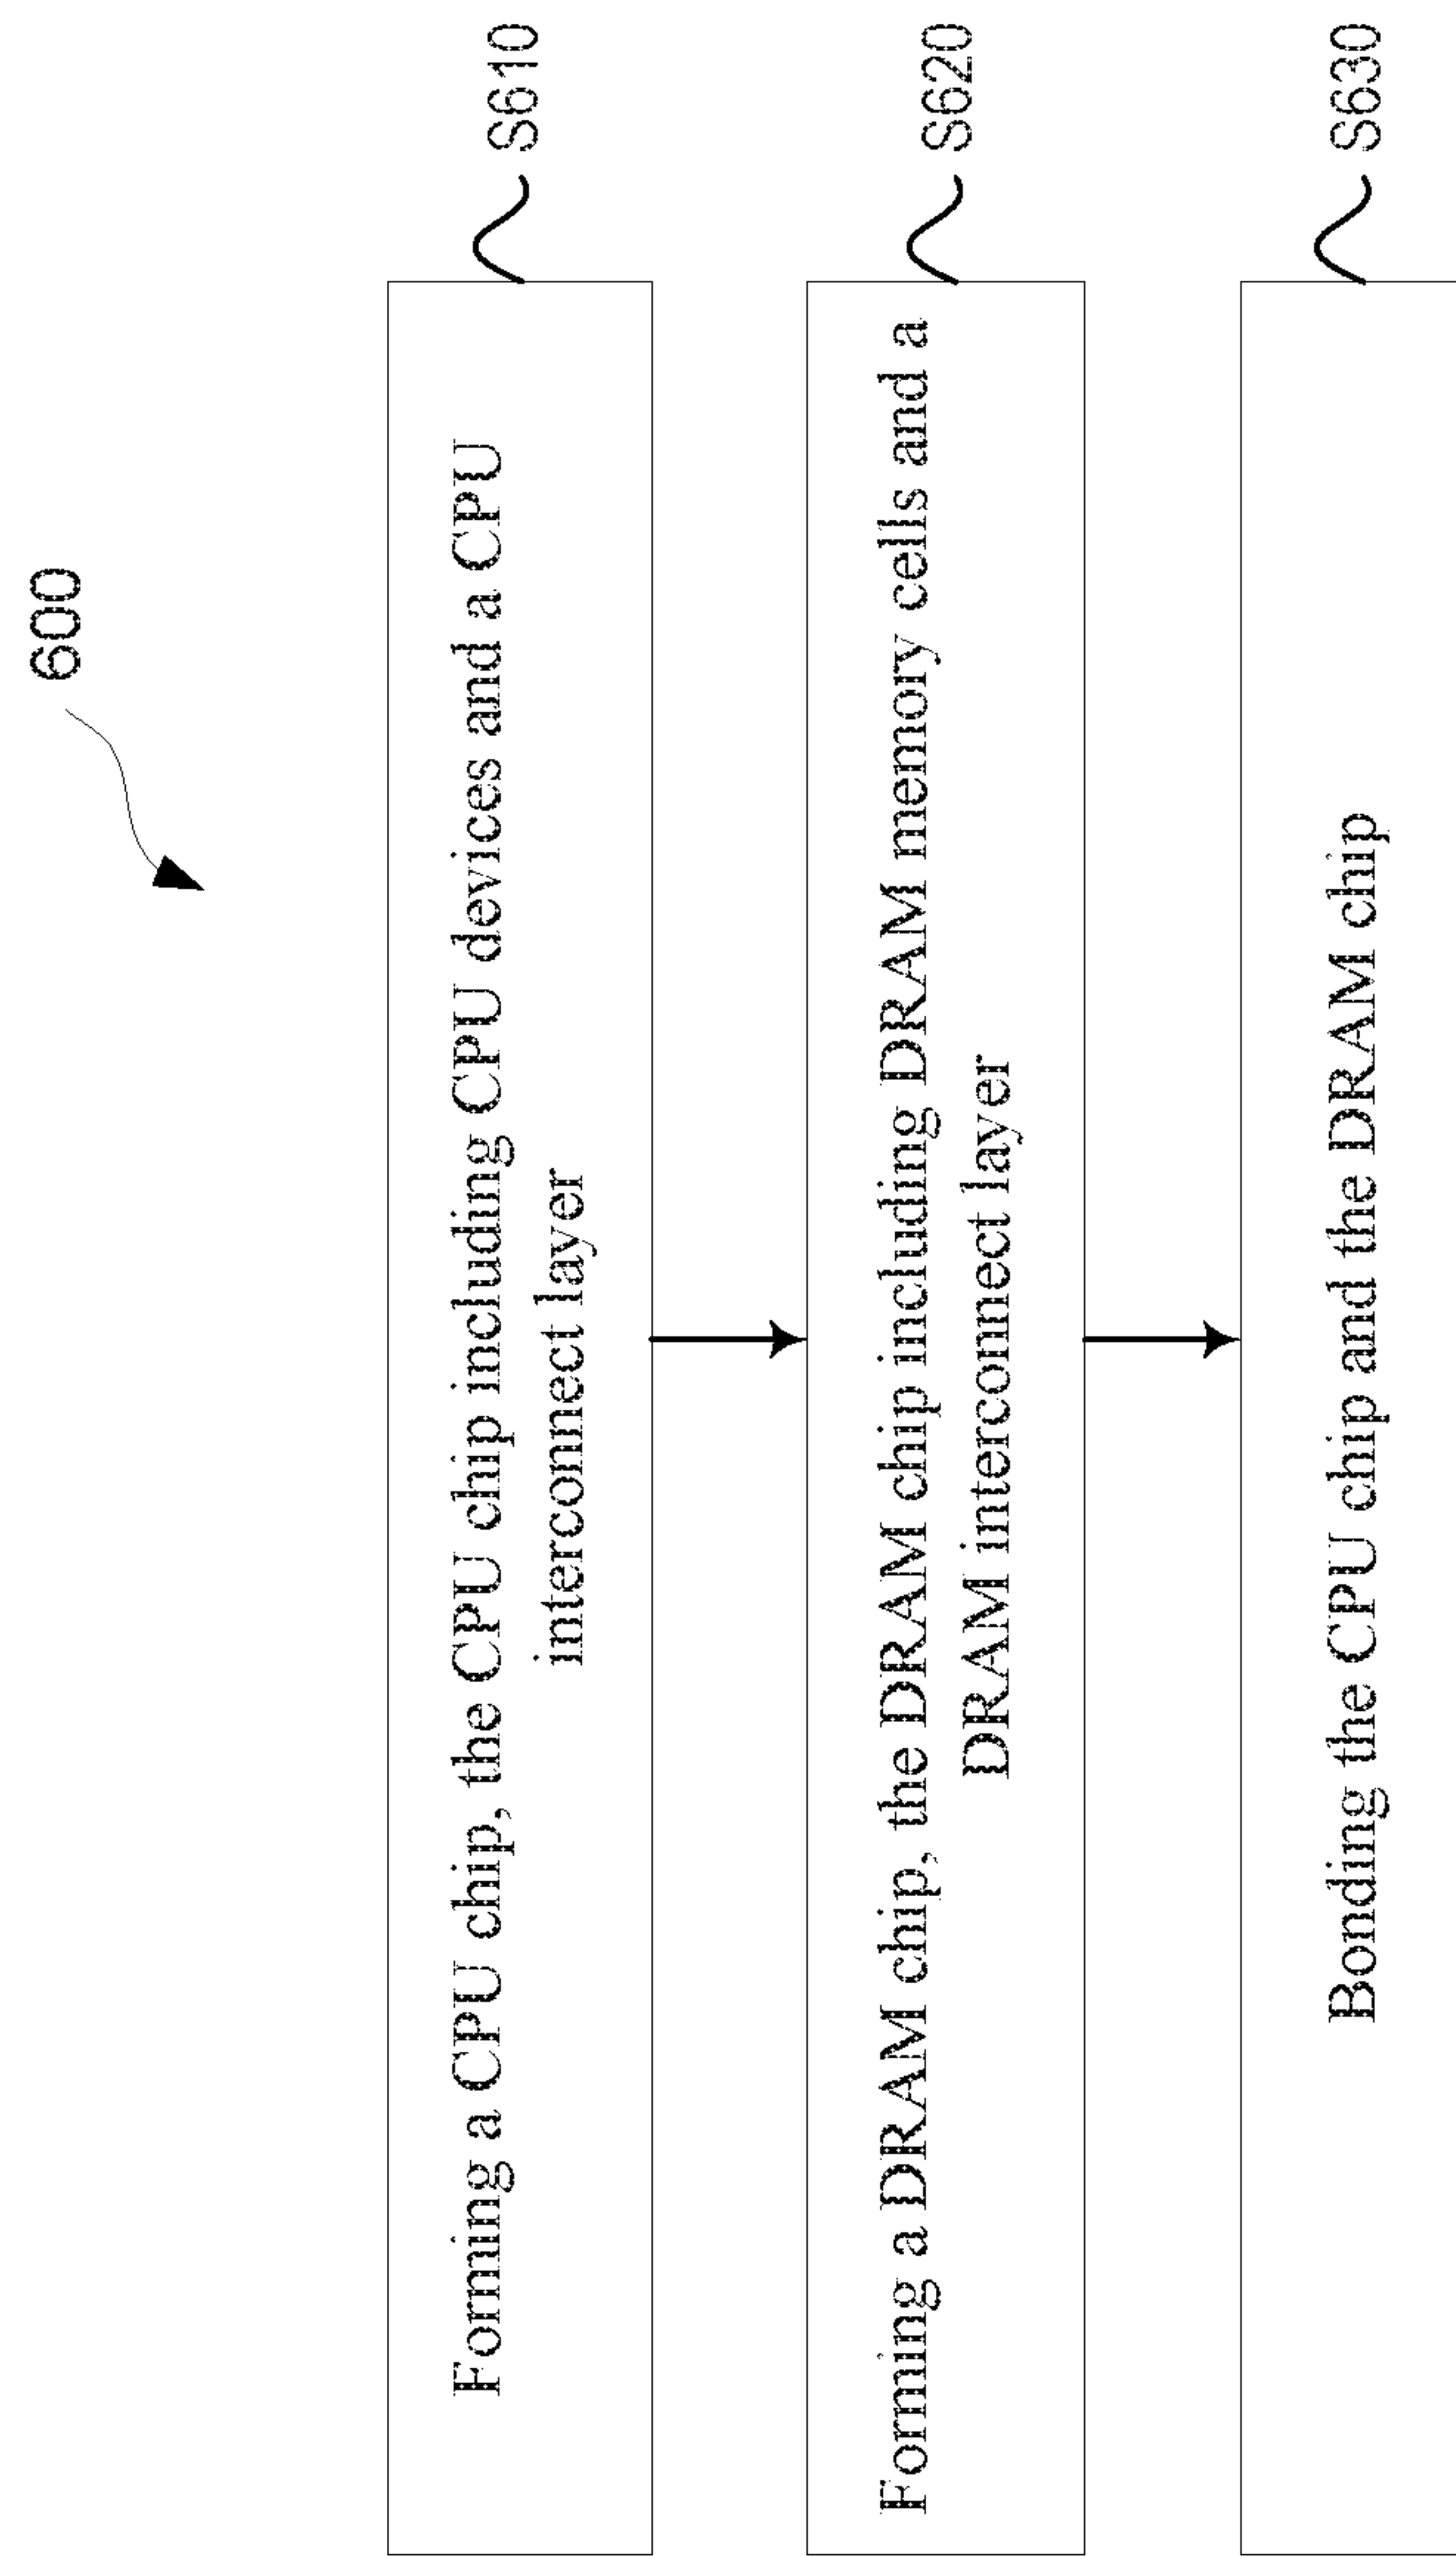 600
Forming a CPU chip, the CPU chip including CPU devices and a CPU
interconnect layer
S610
Forming a DRAM chip, the DRAM chip including DRAM memory cells and a
DRAM interconnect layer
S620
Bonding the CPU chip and the DRAM chip
S630